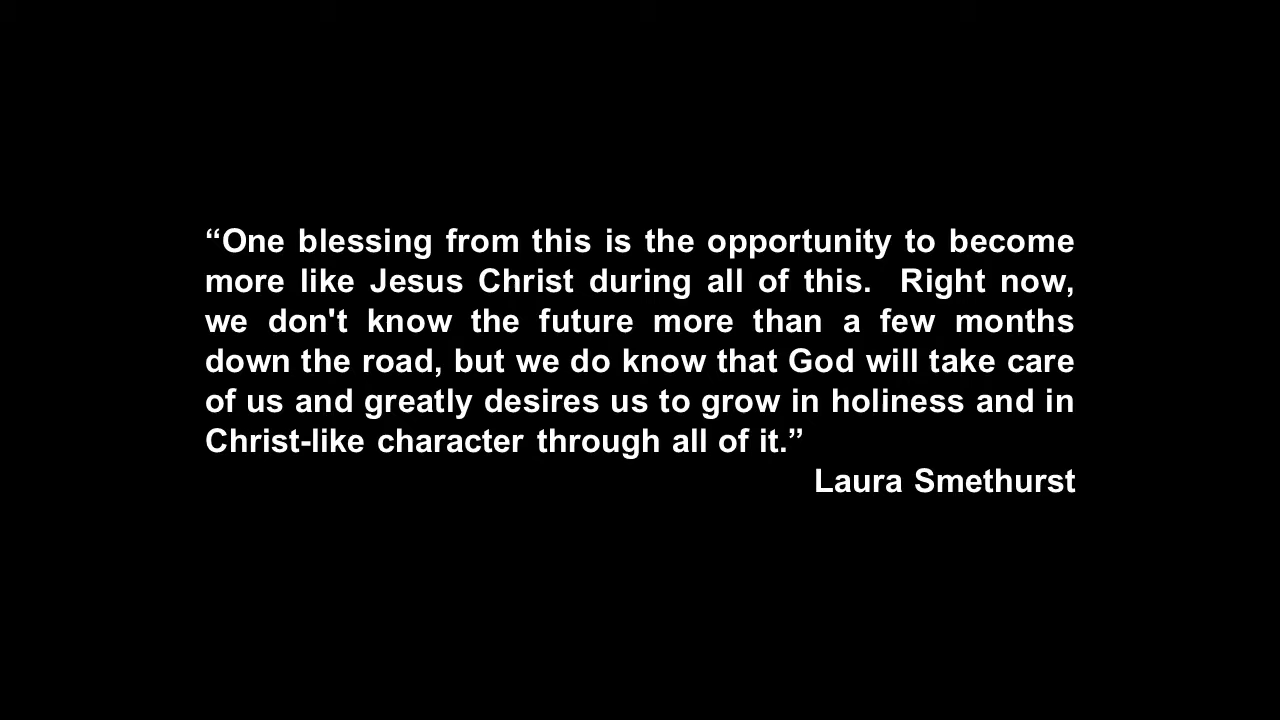 “One blessing from this is the opportunity to become
more like Jesus Christ during all of this.  Right now,
we don't know the future more than a few months
down the road, but we do know that God will take care
of us and greatly desires us to grow in holiness and in
Christ-like character through all of it.”
Laura Smethurst